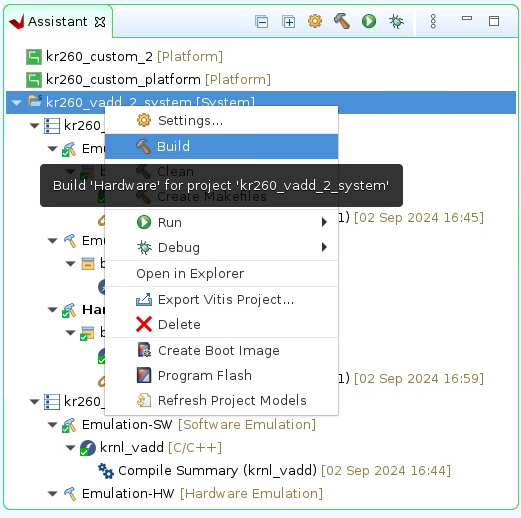 Assistant
kr260_custom_2 [Platform]
kr260_custom_platform [Platform]
kr260_vadd_2_system [System]
kr260_
Settings...
Emu
Build
Clean
Build 'Hardware' for project 'kr260_vadd_2_system'
Create Makefiles
Run
1) [02 Sep 2024 16:45]
Emu
Debug
b
Open in Explorer
Export Vitis Project...
Har
Delete
b
Create Boot Image
Program Flash
1) [02 Sep 2024 16:59]
kr260_
Refresh Project Models
Emulation-SW [Software Emulation]
krnl_vadd [C/C++]
Compile Summary (krnl_vadd) [02 Sep 2024 16:44]
Emulation-HW [Hardware Emulation]